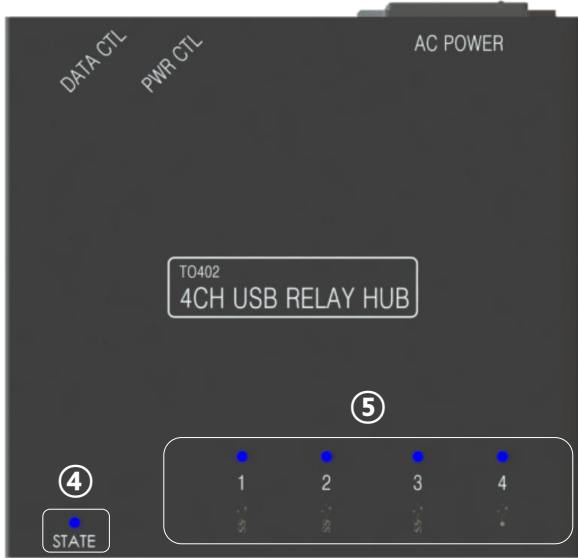 DATA CTL
PWR CTL
AC POWER
TO402
4CH USB RELAY HUB
⑤
④
1 2 3 4
STATE